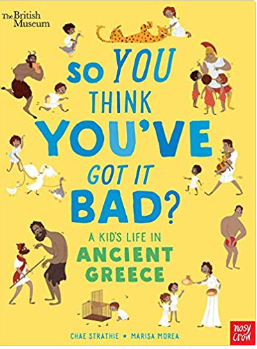 The British
Museum
SO YOU
THINK
YOU'VE
GOT IT
BAD?
A KID'S LIFE IN
ANCIENT
GREECE
CHAE STRATHIE • MARISA MOREA
nosy
crow